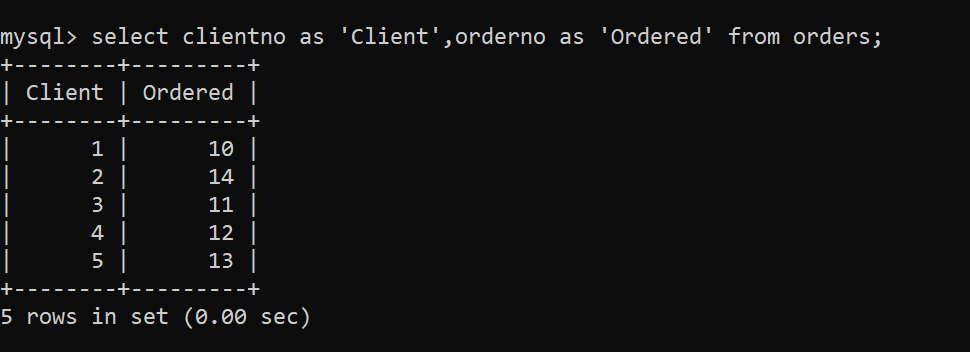 mysql> select clientno as 'Client',orderno as 'Ordered' from orders;
+--------+---------+
| Client | Ordered |
+--------+---------+
|      1 |      10 |
|      2 |      14 |
|      3 |      11 |
|      4 |      12 |
|      5 |      13 |
+--------+---------+
5 rows in set (0.00 sec)